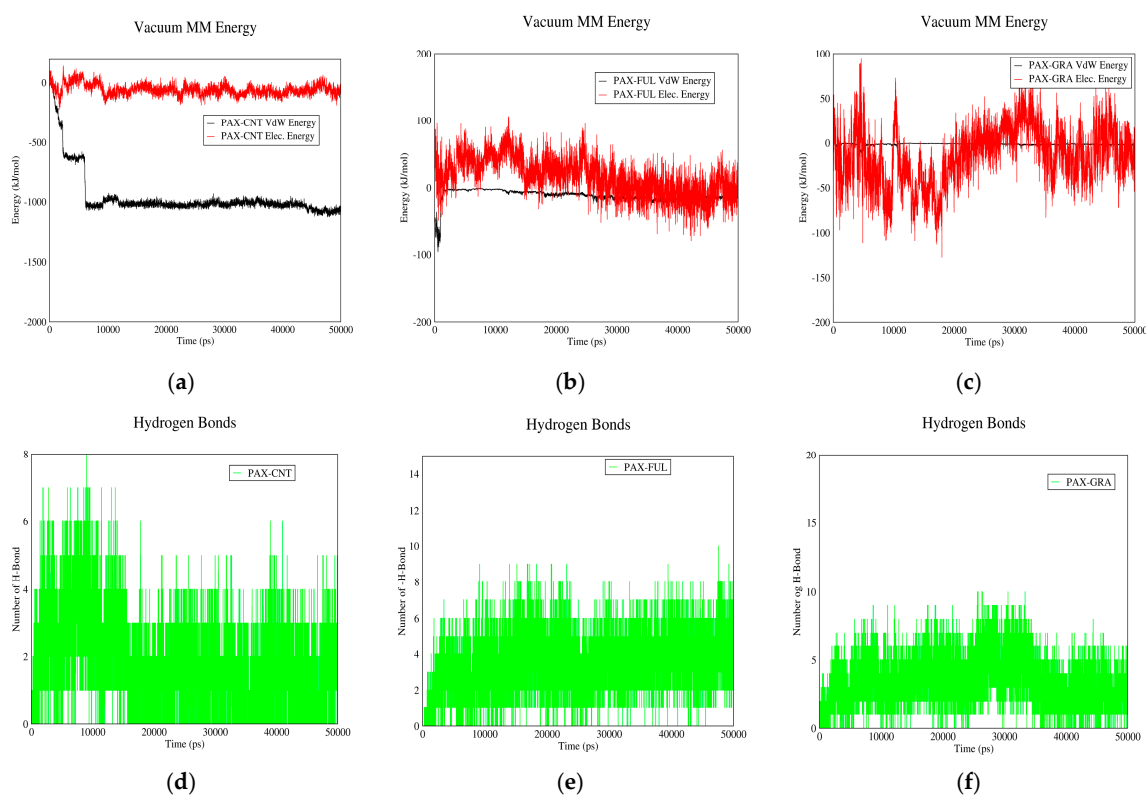 Vacuum MM Energy
Energy (kJ/mol)
0
-500
-1000
-1500
-2000
PAX-CNT VdW Energy
PAX-CNT Elec. Energy
0
10000
20000
30000
40000
50000
Time (ps)
(a)
Vacuum MM Energy
Energy (kJ/mol)
200
100
0
-100
-200
PAX-FUL VdW Energy
PAX-FUL Elec. Energy
0
10000
20000
30000
40000
50000
Time (ps)
(b)
Vacuum MM Energy
Energy (kJ/mol)
100
50
0
-50
-100
-150
-200
PAX-GRA VdW Energy
PAX-GRA Elec. Energy
0
10000
20000
30000
40000
50000
Time (ps)
(c)
Hydrogen Bonds
Number of H-Bond
8
6
4
2
0
PAX-CNT
0
10000
20000
30000
40000
50000
Time (ps)
(d)
Hydrogen Bonds
Number of -H-Bond
14
12
10
8
6
4
2
0
PAX-FUL
0
10000
20000
30000
40000
50000
Time (ps)
(e)
Hydrogen Bonds
Number og H-Bond
20
15
10
5
0
PAX-GRA
0
10000
20000
30000
40000
50000
Time (ps)
(f)